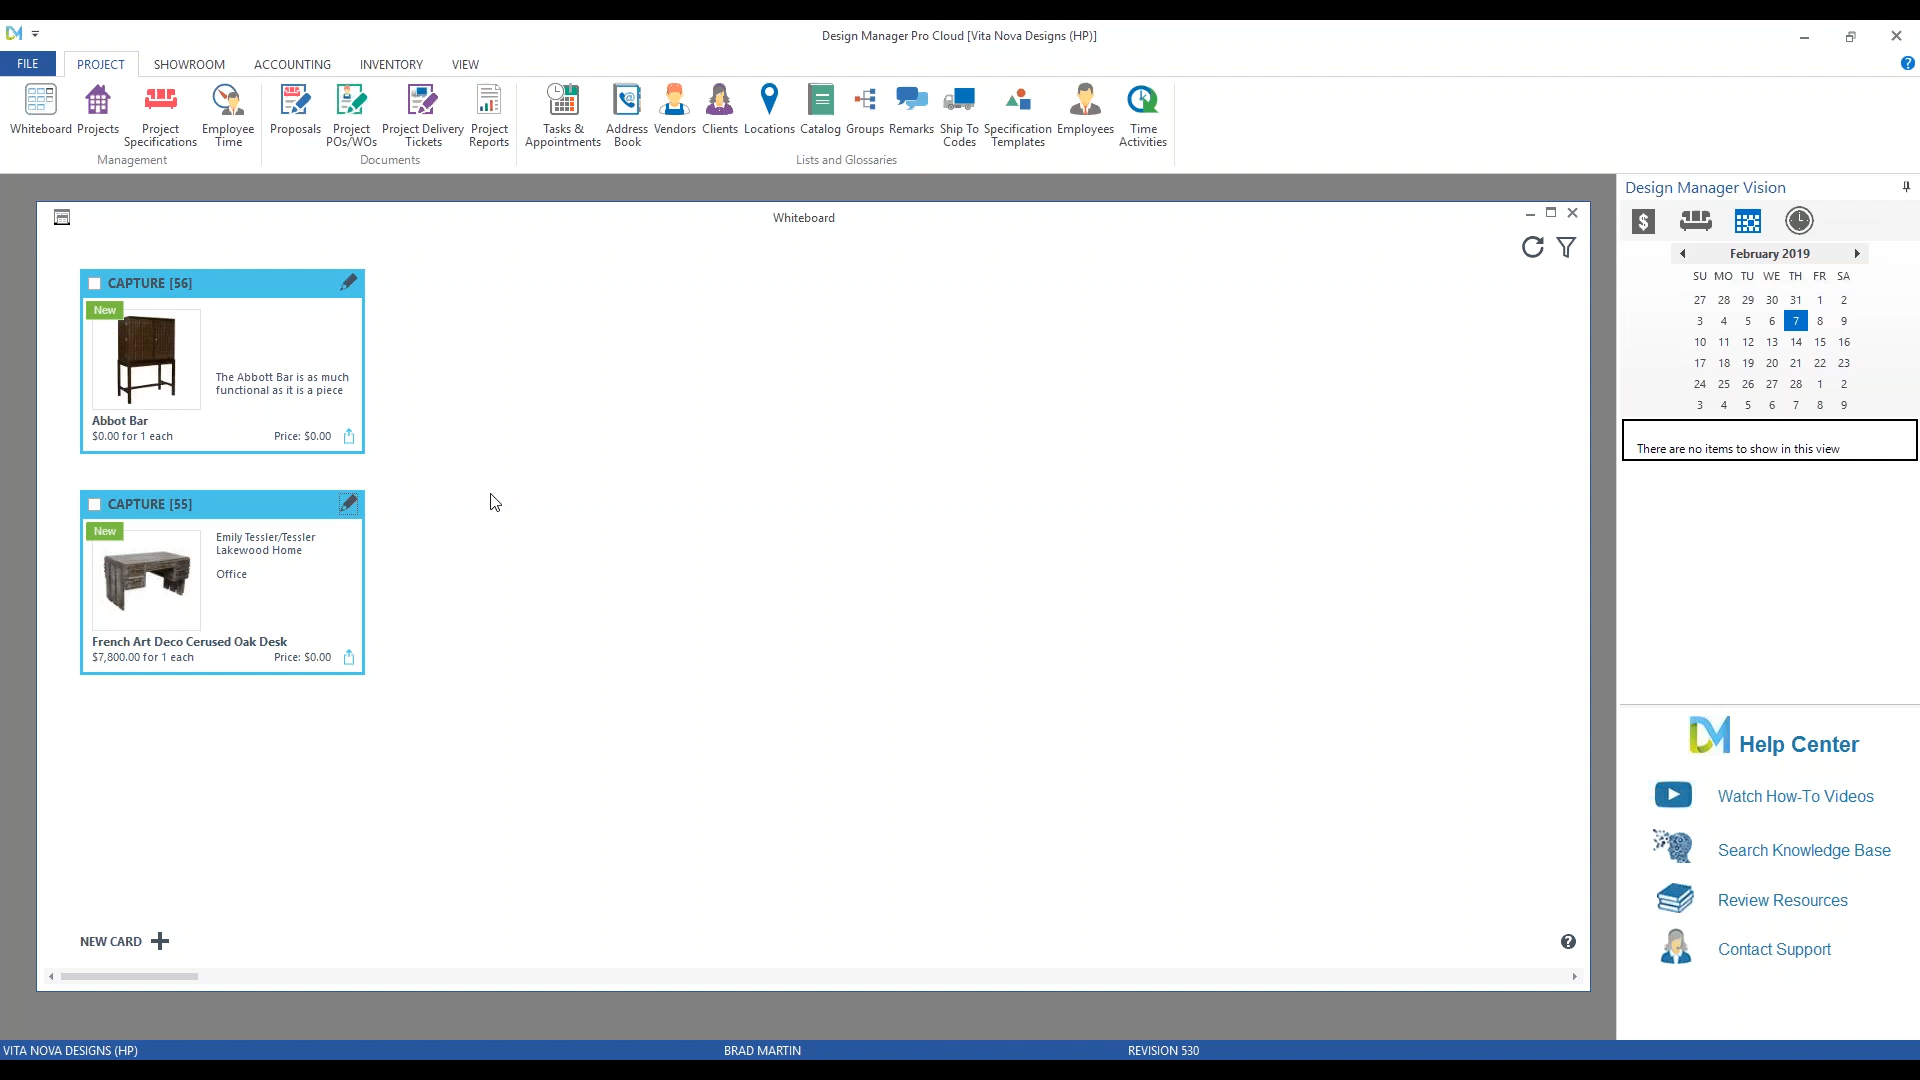 Design Manager Pro Cloud [Vita Nova Designs (HP)]
FILE PROJECT SHOWROOM ACCOUNTING INVENTORY VIEW
?
Whiteboard Projects Project Employee Proposals Project Project Delivery Project Tasks & Address Vendors Clients Locations Catalog Groups Remarks Ship To Specification Employees Time
Specifications Time POs/WOs Tickets Reports Appointments Book Codes Templates Activities
Management Documents Lists and Glossaries
Whiteboard
CAPTURE [56]
New
The Abbott Bar is as much
functional as it is a piece
Abbot Bar
$0.00 for 1 each Price: $0.00
CAPTURE [55]
New
Emily Tessler/Tessler
Lakewood Home
Office
French Art Deco Cerused Oak Desk
$7,800.00 for 1 each Price: $0.00
NEW CARD
?
Design Manager Vision
$
February 2019
SU MO TU WE TH FR SA
27 28 29 30 31 1 2
3 4 5 6 7 8 9
10 11 12 13 14 15 16
17 18 19 20 21 22 23
24 25 26 27 28 1 2
3 4 5 6 7 8 9
There are no items to show in this view
DM Help Center
Watch How-To Videos
Search Knowledge Base
Review Resources
Contact Support
VITA NOVA DESIGNS (HP) BRAD MARTIN REVISION 530